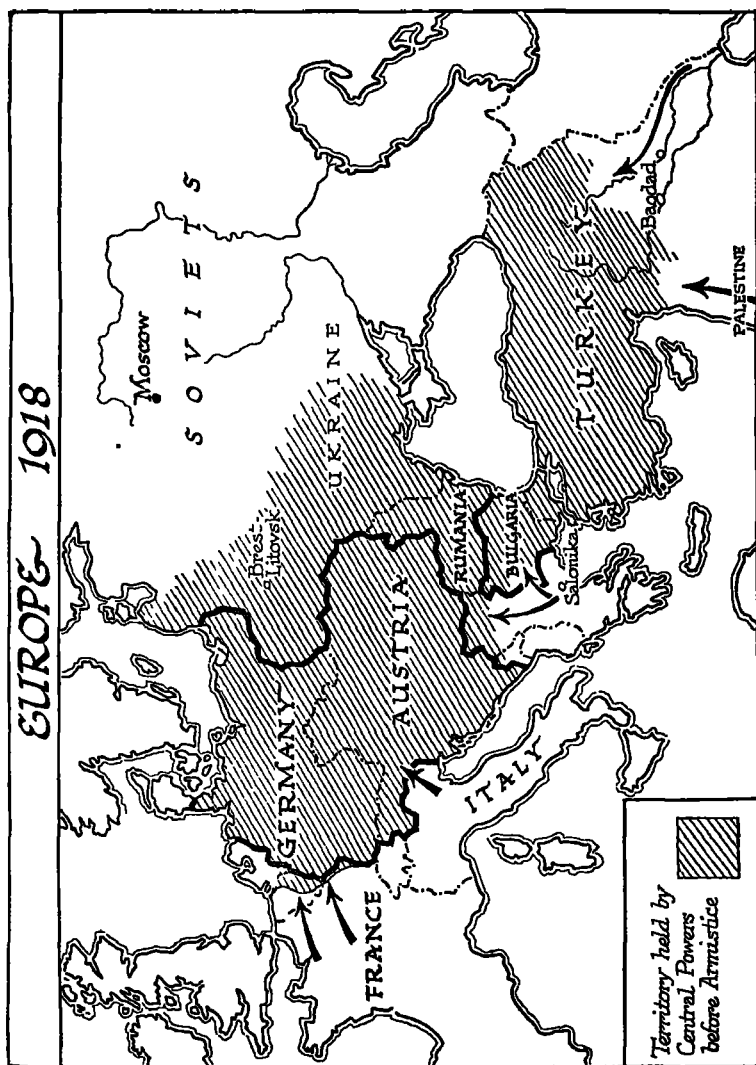 EUROPE 1918
Moscow
SOVIETS
UKRAINE
Brest
Litovsk
GERMANY
AUSTRIA
RUMANIA
BULGARIA
Salonika
TURKEY
Bagdad
PALESTINE
ITALY
FRANCE
Territory held by
Central Powers
before Armistice